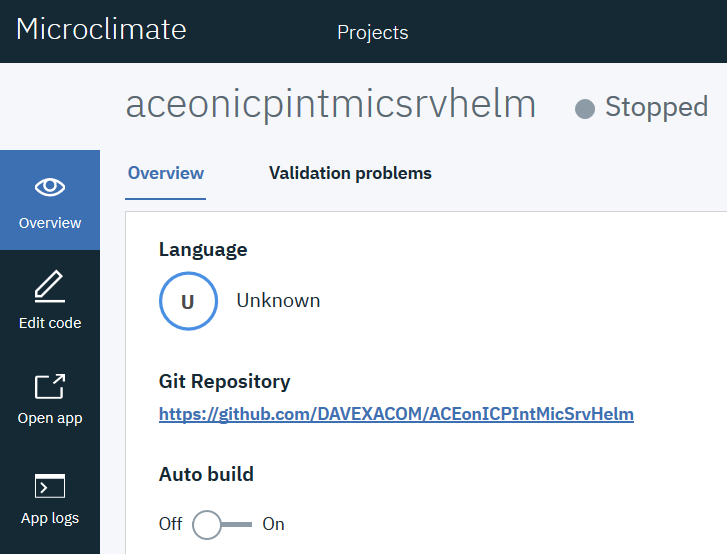 Microclimate
Projects
aceonicpintmicsrvhelm
Stopped
Overview
Validation problems
Overview
Edit code
Open app
App logs
Language
U
Unknown
Git Repository
https://github.com/DAVEXACOM/ACEonICPIntMicSrvHelm
Auto build
Off
On